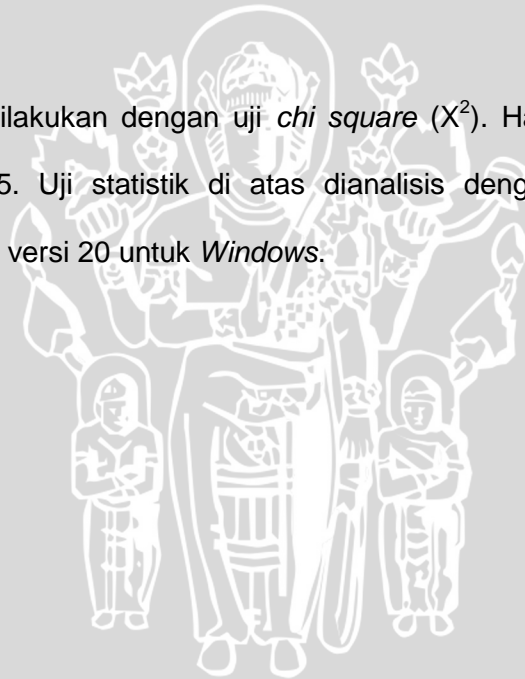 ilakukan dengan uji chi square (X²). Ha
5. Uji statistik di atas dianalisis deng
versi 20 untuk Windows.